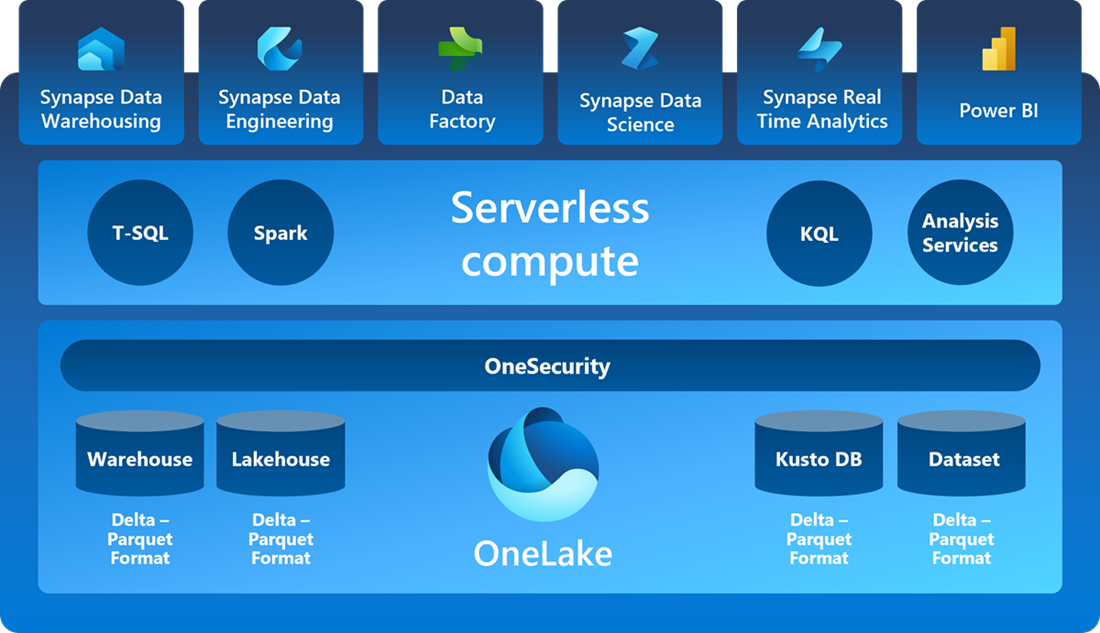 Synapse Data
Warehousing
Synapse Data
Engineering
Data
Factory
Synapse Data
Science
Synapse Real
Time Analytics
Power BI
T-SQL
Spark
Serverless
compute
KQL
Analysis
Services
OneSecurity
Warehouse
Lakehouse
Kusto DB
Dataset
Delta –
Parquet
Format
Delta –
Parquet
Format
OneLake
Delta –
Parquet
Format
Delta –
Parquet
Format